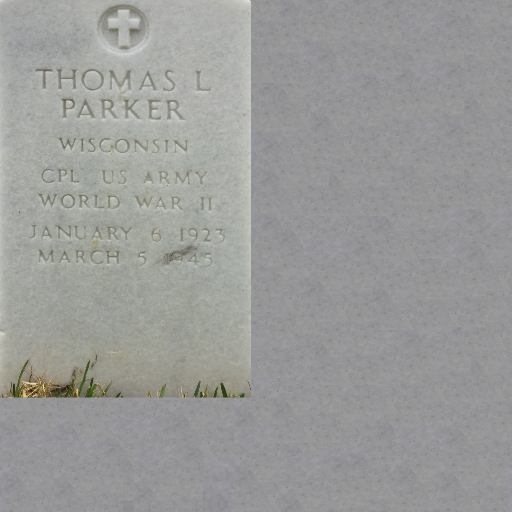 THOMAS L
PARKER
WISCONSIN
CPL US ARMY
WORLD WAR II
JANUARY 6 1923
MARCH 5 1945